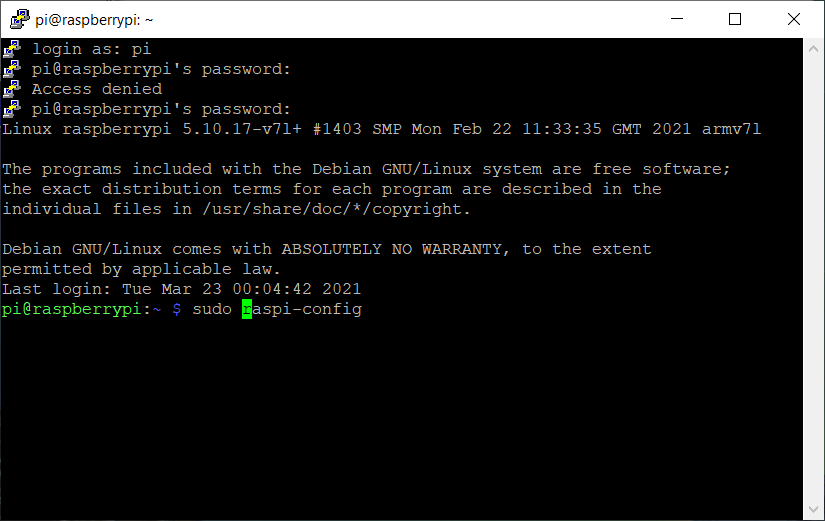 pi@raspberrypi: ~
login as: pi
pi@raspberrypi's password:
Access denied
pi@raspberrypi's password:
Linux raspberrypi 5.10.17-v7l+ #1403 SMP Mon Feb 22 11:33:35 GMT 2021 armv7l
The programs included with the Debian GNU/Linux system are free software;
the exact distribution terms for each program are described in the
individual files in /usr/share/doc/*/copyright.
Debian GNU/Linux comes with ABSOLUTELY NO WARRANTY, to the extent
permitted by applicable law.
Last login: Tue Mar 23 00:04:42 2021
pi@raspberrypi:~ $ sudo raspi-config